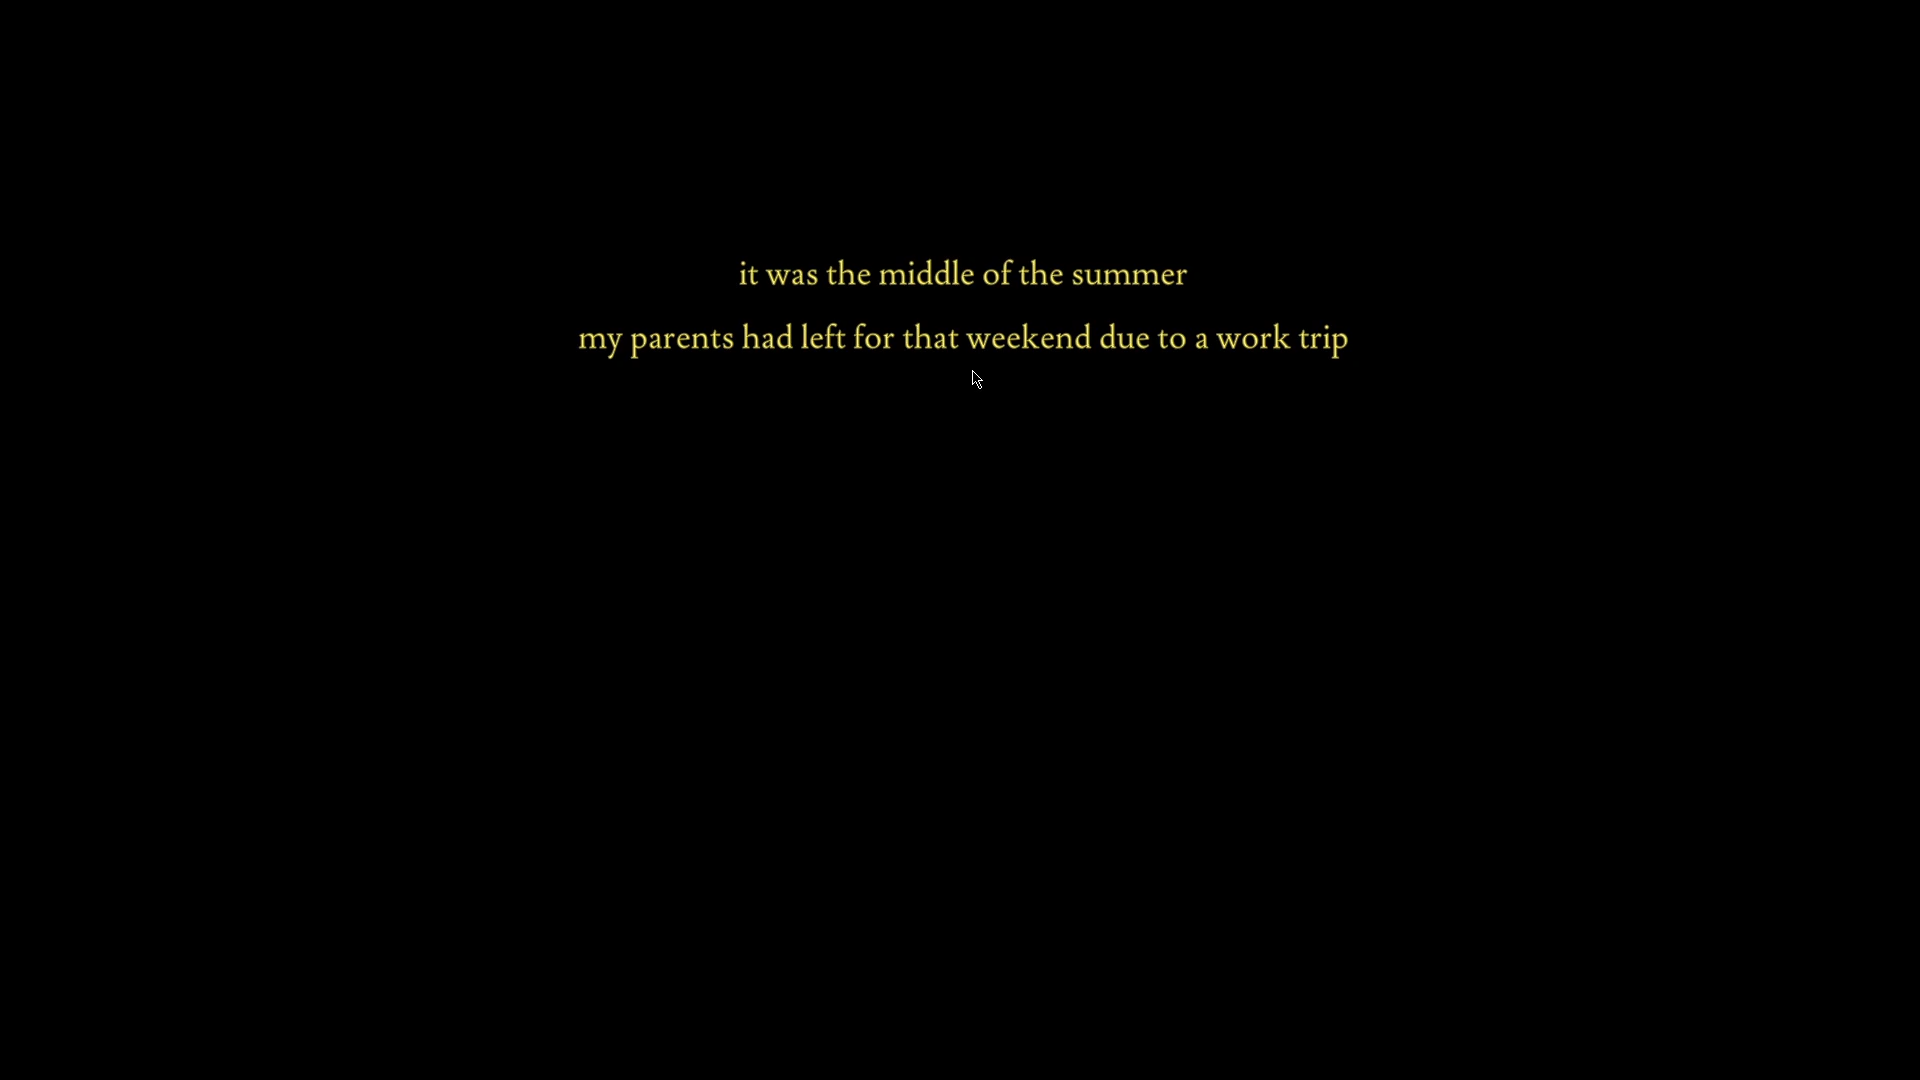 it was the middle of the summer
my parents had left for that weekend due to a work trip